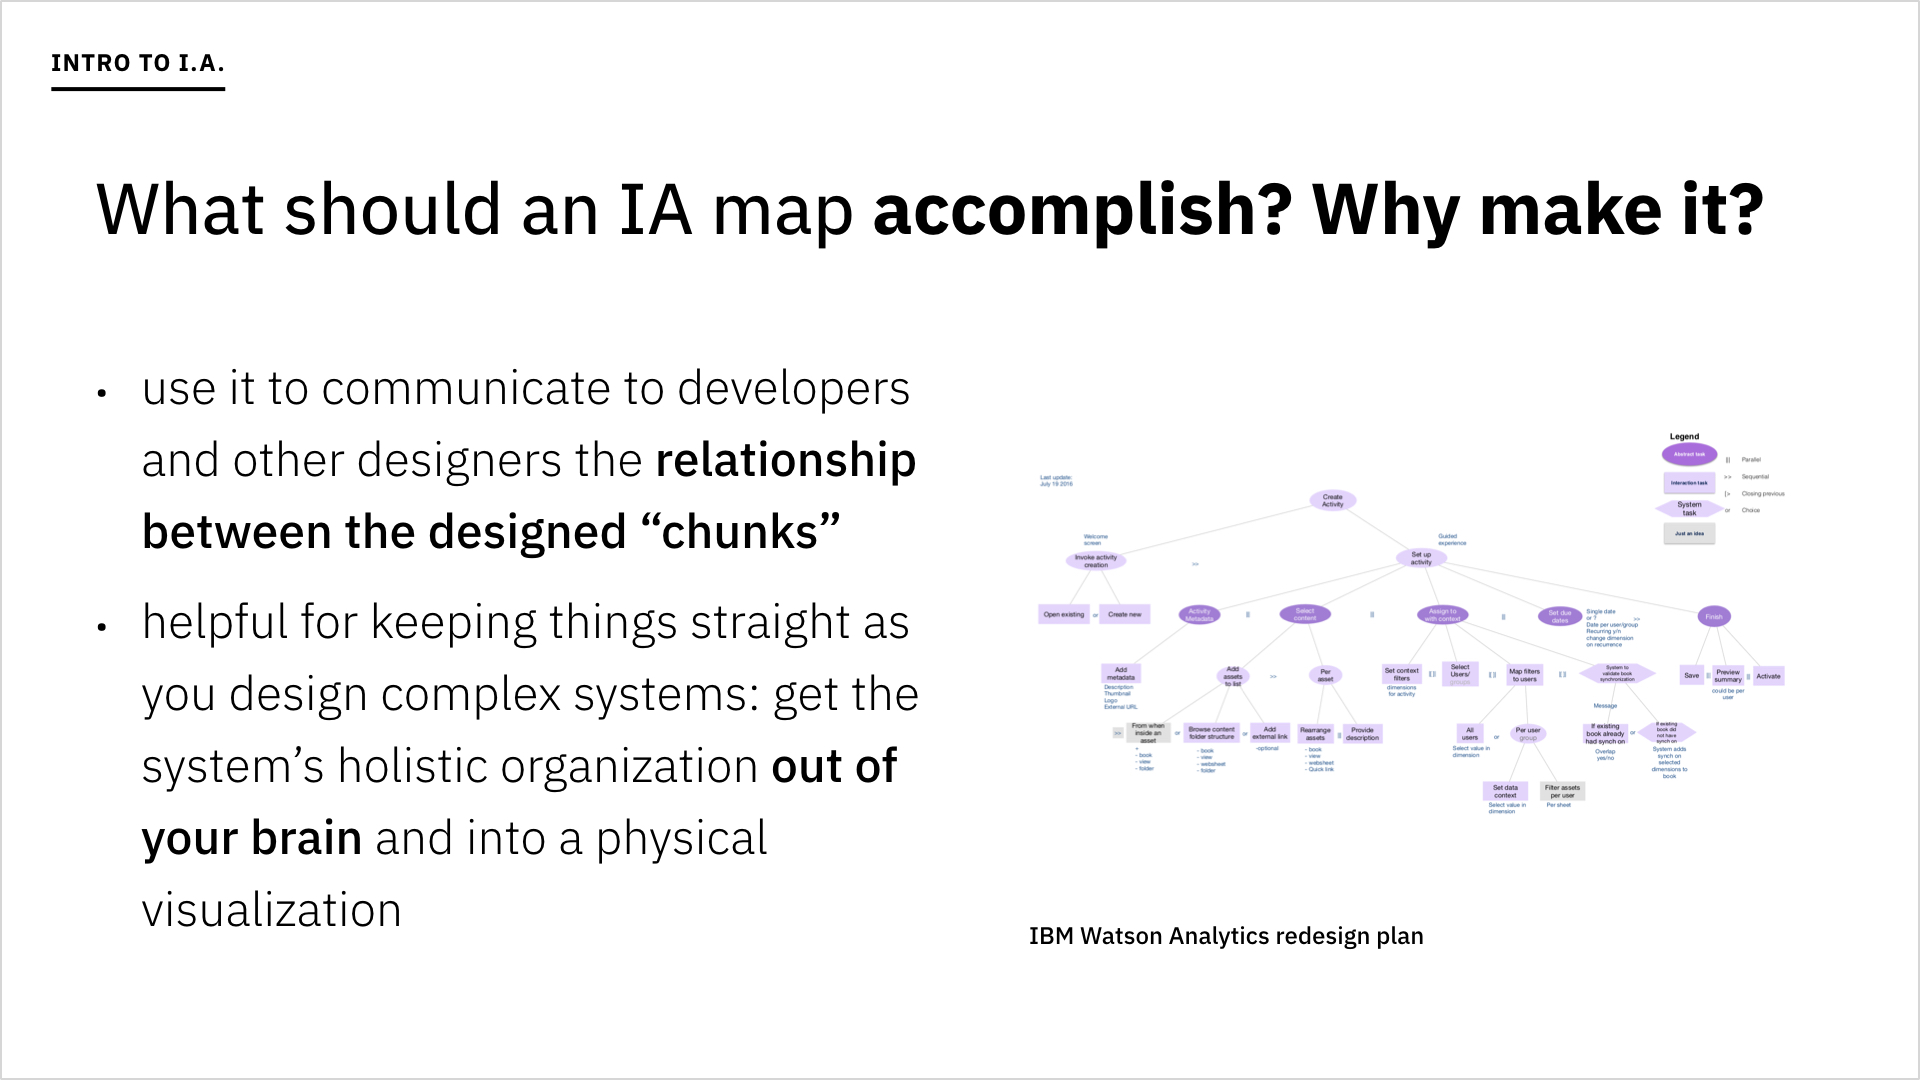 INTRO TO I.A.
What should an IA map accomplish? Why make it?
• use it to communicate to developers
and other designers the relationship
between the designed “chunks”
• helpful for keeping things straight as
you design complex systems: get the
system’s holistic organization out of
your brain and into a physical
visualization
Legend
Abstract task
|| Parallel
Interaction task
>> Sequential
|> Closing previous
System
task
or Choice
Just an idea
Last update:
July 19 2016
Create
Activity
Welcome
screen
Guided
experience
Invoke activity
creation
>>
Set up
activity
Open existing
or
Create new
Activity
Metadata
||
Select
content
||
Assign to
with context
||
Set due
dates
Single date
or ?
Date per user/group
Recurring y/n
change dimension
on recurrence
>>
Finish
Add
metadata
Description
Thumbnail
Logo
External URL
Add
assets
to list
>>
Per
asset
Set context
filters
dimensions
for activity
Select
Users/
groups
Map filters
to users
System to
validate book
synchronization
Save
||
Preview
summary
could be per
user
||
Activate
Message
>>
From when
inside an
asset
- book
- view
- folder
or
Browse content
folder structure
- book
- view
- websheet
- folder
or
Add
external link
-optional
Rearrange
assets
- book
- view
- websheet
- Quick link
||
Provide
description
All
users
Select value in
dimension
or
Per user
group
If existing
book already
had synch on
Overlap
yes/no
or
If existing
book did
not have
synch on
System adds
synch on
selected
dimensions to
book
Set data
context
Select value in
dimension
Filter assets
per user
Per sheet
IBM Watson Analytics redesign plan